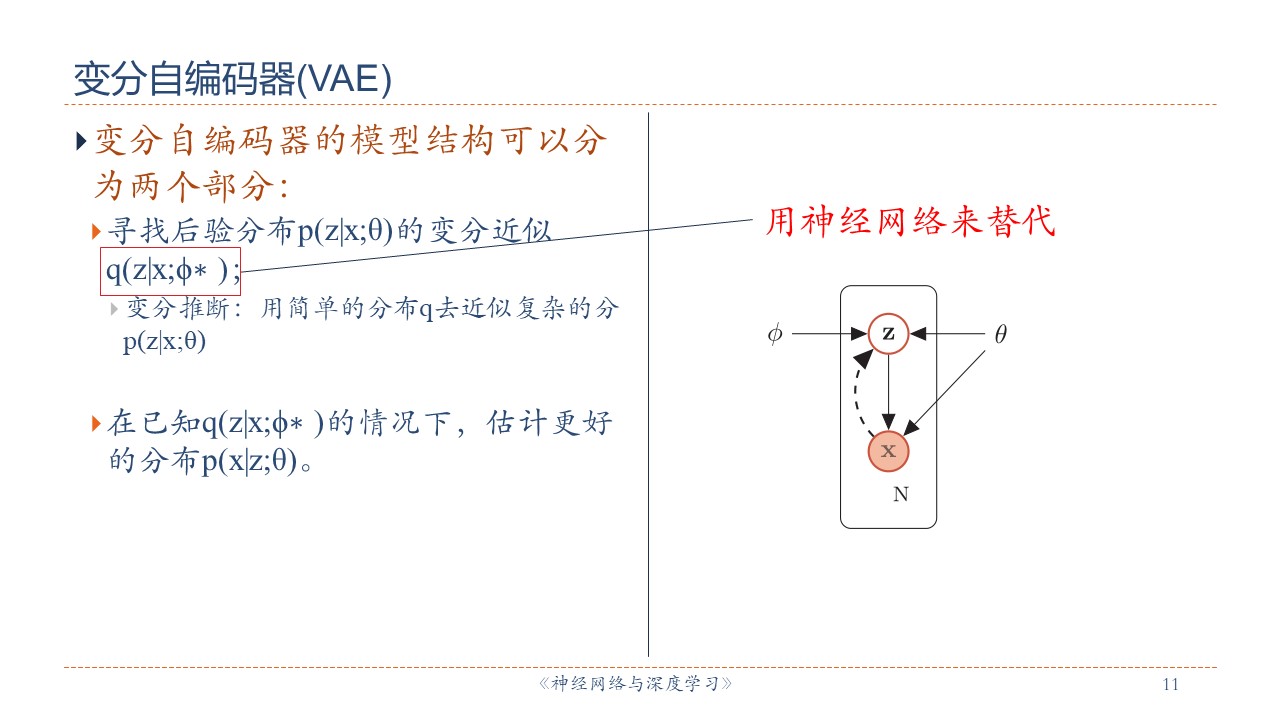 变分自编码器(VAE)
变分自编码器的模型结构可以分
为两个部分：
寻找后验分布p(z|x;θ)的变分近似
q(z|x;ϕ* );
变分推断： 用简单的分布q去近似复杂的分
p(z|x;θ)
在已知q(z|x;ϕ* )的情况下，估计更好
的分布p(x|z;θ)。
用神经网络来替代
ϕ
z
θ
x
N
《神经网络与深度学习》
11